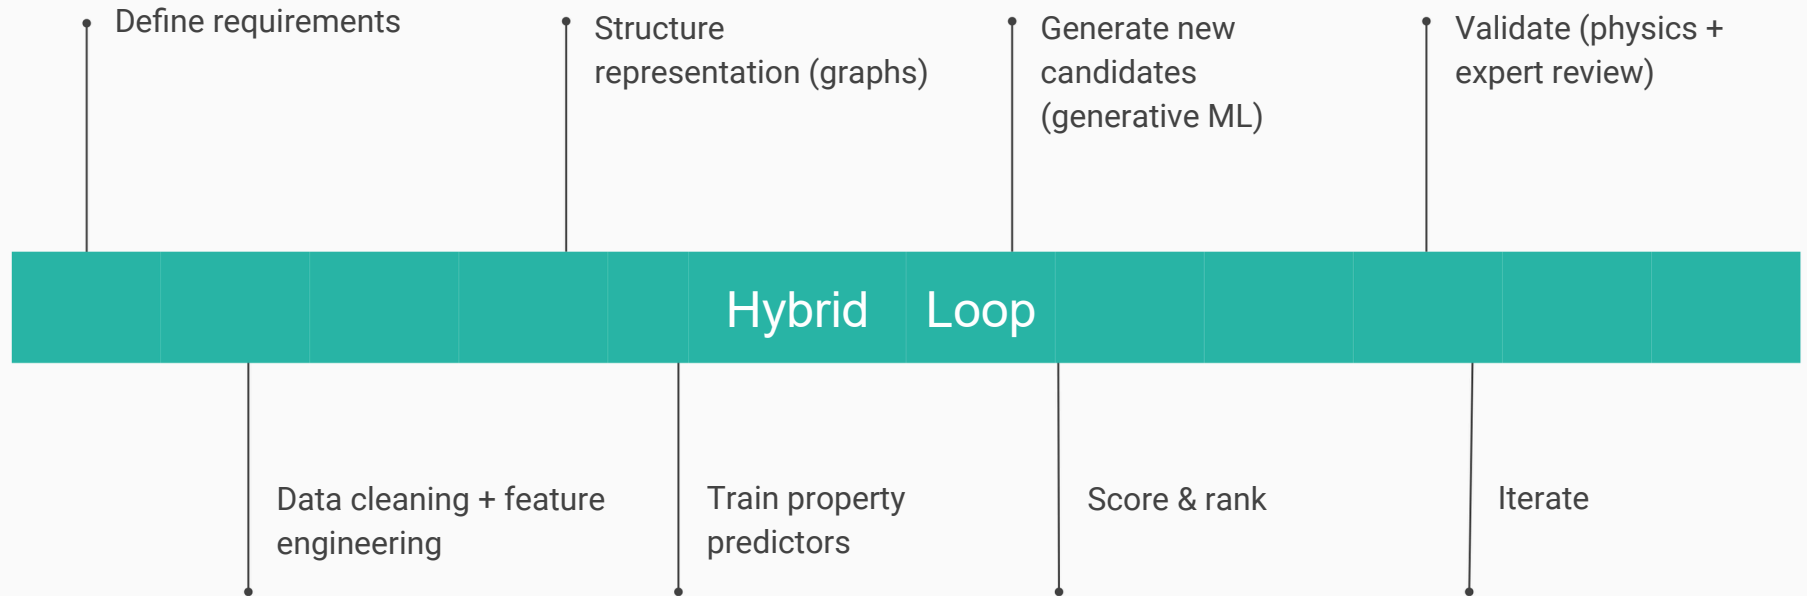 Define requirements
Structure
representation (graphs)
Generate new
candidates
(generative ML)
Validate (physics +
expert review)
Hybrid Loop
Data cleaning + feature
engineering
Train property
predictors
Score & rank
Iterate